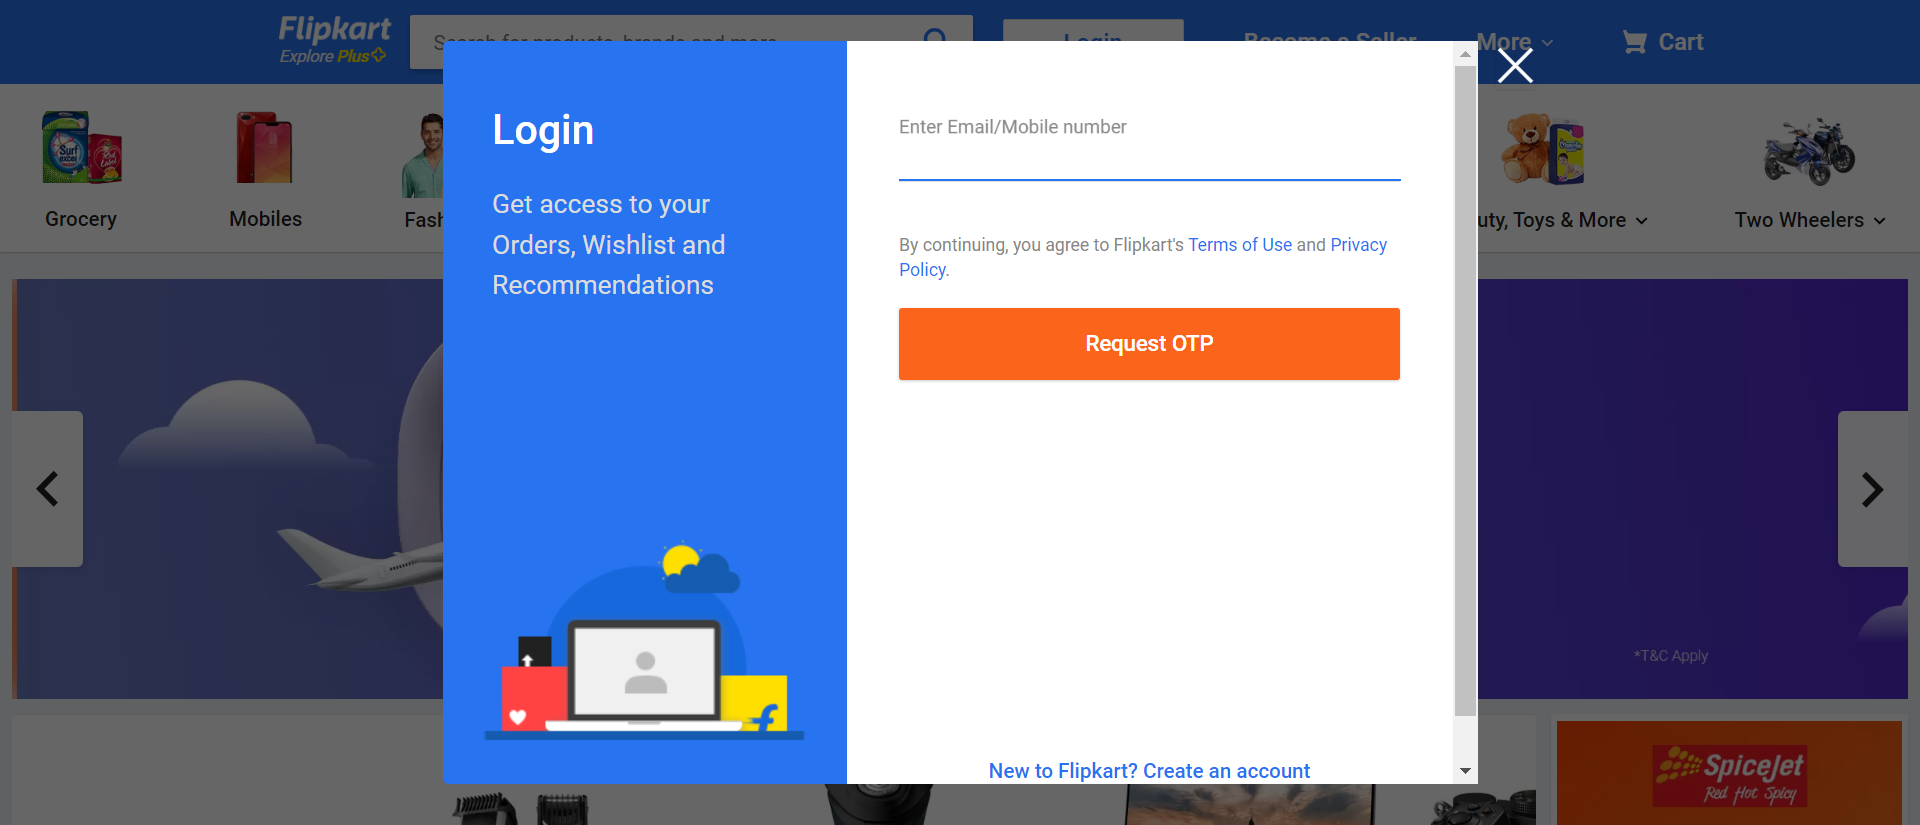 Flipkart
Explore Plus
Search for products, brands and more
Login
Become a Seller
More
Cart
Grocery
Mobiles
Fash
uty, Toys & More
Two Wheelers
Login
Get access to your
Orders, Wishlist and
Recommendations
Enter Email/Mobile number
By continuing, you agree to Flipkart's Terms of Use and Privacy
Policy.
Request OTP
New to Flipkart? Create an account
Surf
excel
*T&C Apply
SpiceJet
Red Hot Spicy